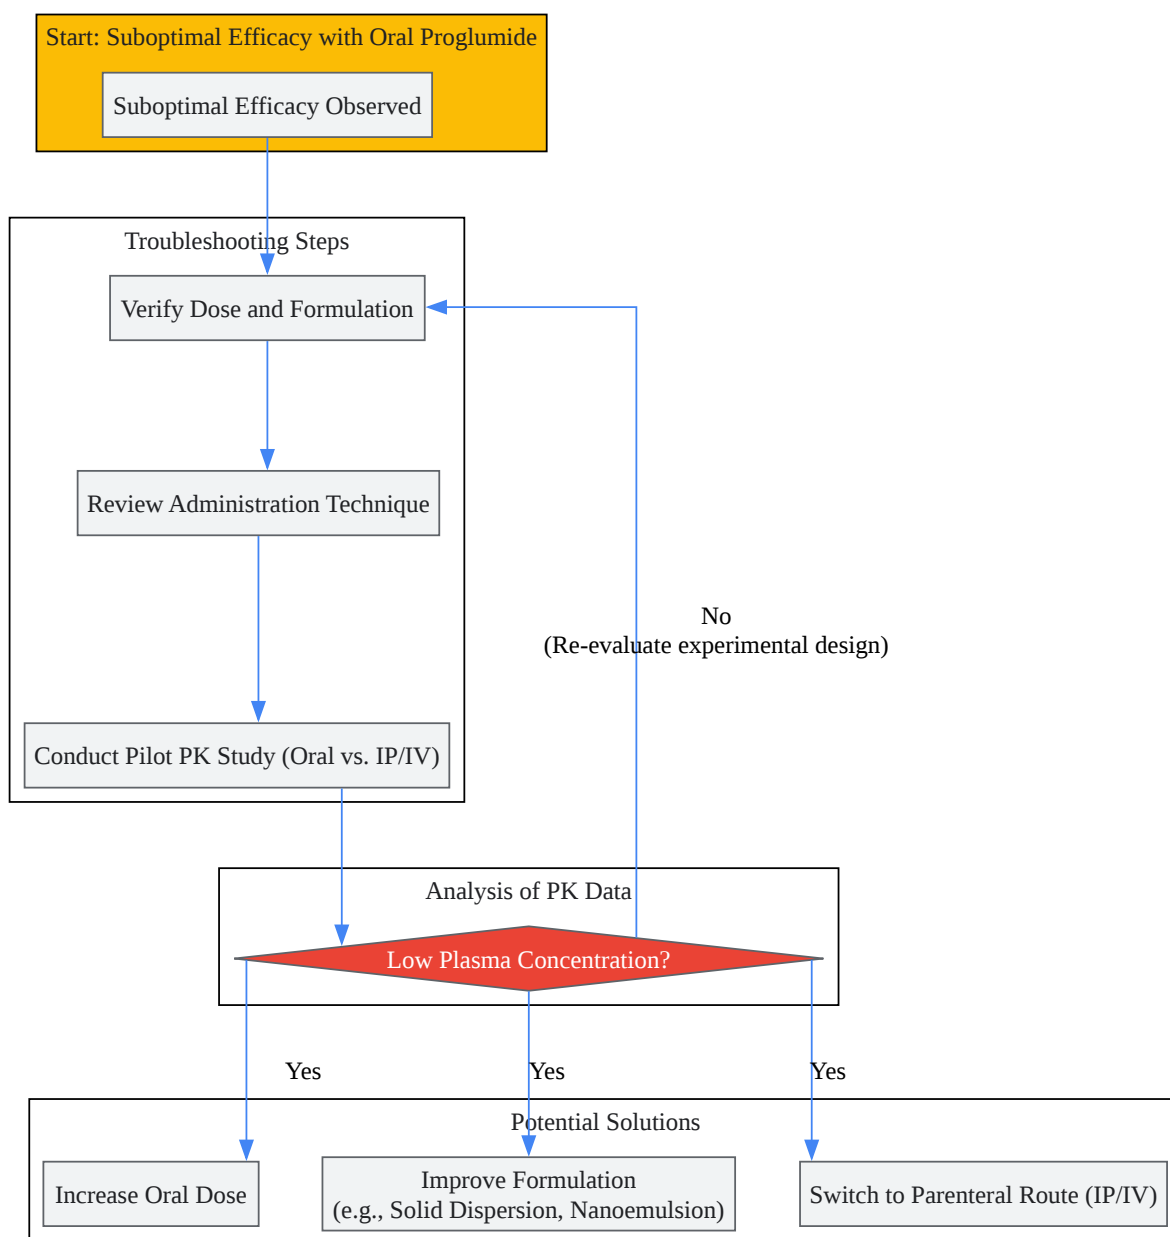 Start: Suboptimal Efficacy with Oral Proglumide
Suboptimal Efficacy Observed
Troubleshooting Steps
Verify Dose and Formulation
Review Administration Technique
No
(Re-evaluate experimental design)
Conduct Pilot PK Study (Oral vs. IP/IV)
Analysis of PK Data
Low Plasma Concentration?
Yes
Yes
Yes
Potential Solutions
Increase Oral Dose
Improve Formulation
(e.g., Solid Dispersion, Nanoemulsion)
Switch to Parenteral Route (IP/IV)